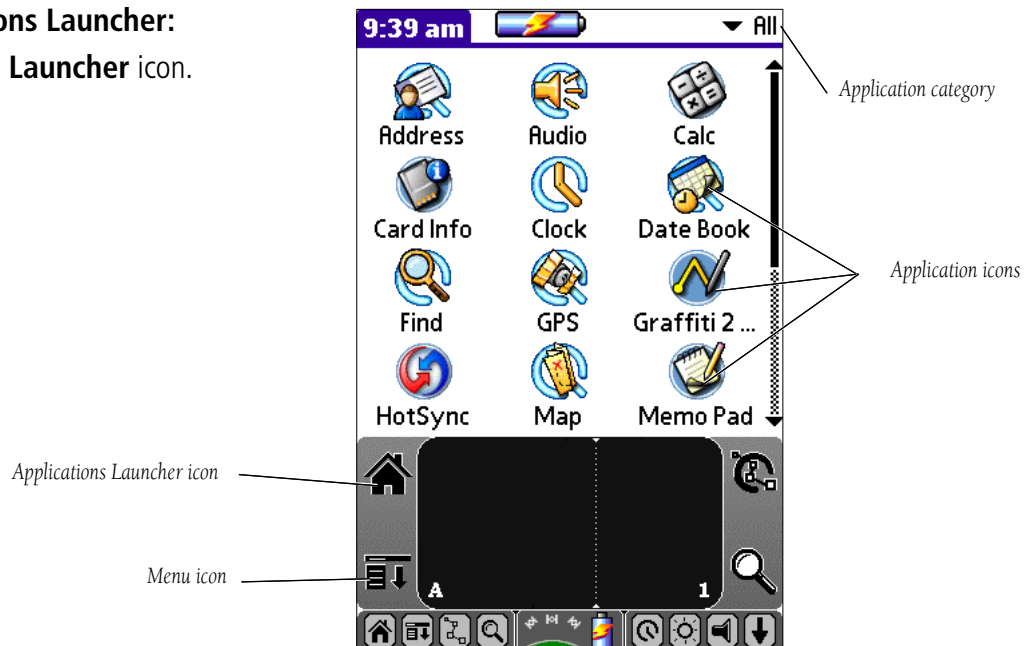 ons Launcher:
Launcher icon.
9:39 am
All
Application category
Address Audio Calc
Card Info Clock Date Book
Application icons
Find GPS Graffiti 2 ...
HotSync Map Memo Pad
Applications Launcher icon
Menu icon
A 1